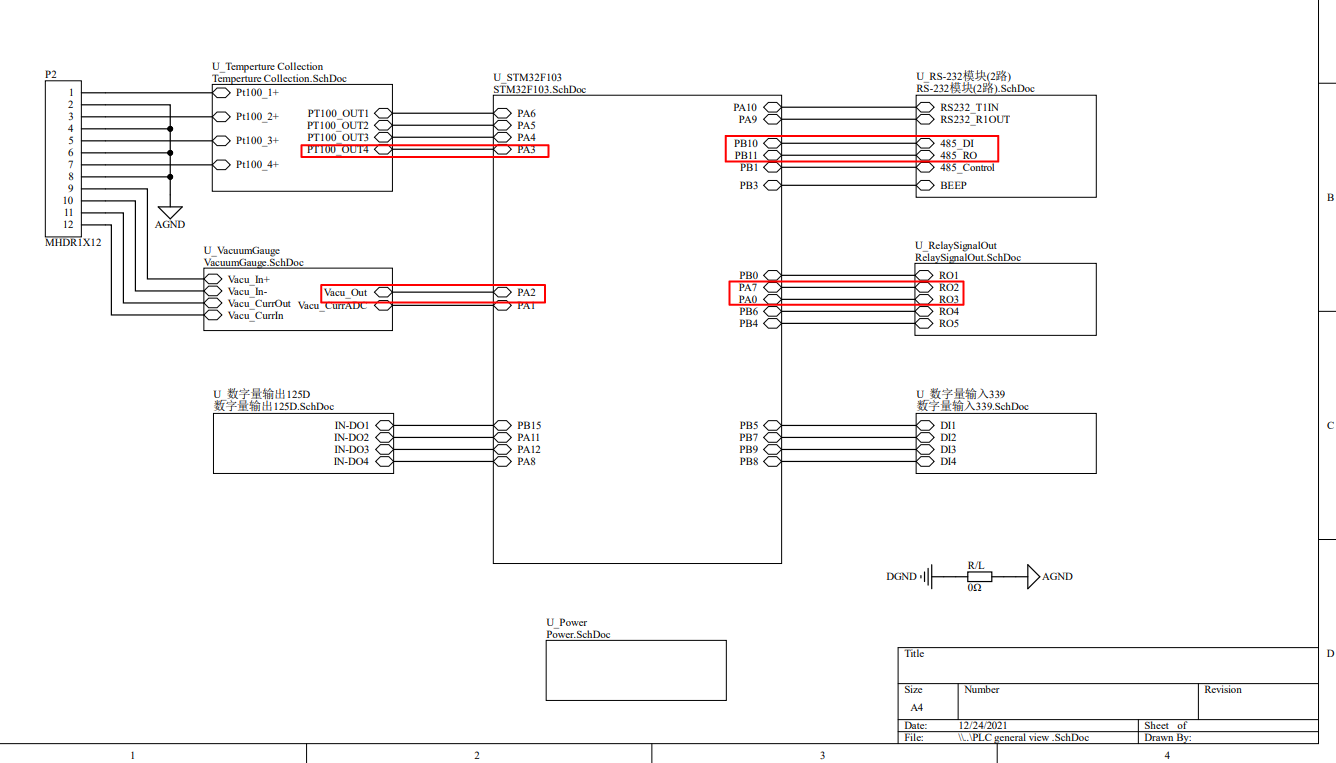 P2
MHDR1X12
1
2
3
4
5
6
7
8
9
10
11
12
AGND
U_Temperture Collection
Temperture Collection.SchDoc
Pt100_1+
Pt100_2+
Pt100_3+
Pt100_4+
PT100_OUT1
PT100_OUT2
PT100_OUT3
PT100_OUT4
U_VacuumGauge
VacuumGauge.SchDoc
Vacu_In+
Vacu_In-
Vacu_CurrOut
Vacu_CurrIn
Vacu_Out
Vacu_CurrADC
U_数字量输出125D
数字量输出125D.SchDoc
IN-DO1
IN-DO2
IN-DO3
IN-DO4
U_STM32F103
STM32F103.SchDoc
PA6
PA5
PA4
PA3
PA2
PA1
PB15
PA11
PA12
PA8
PA10
PA9
PB10
PB11
PB1
PB3
PB0
PA7
PA0
PB6
PB4
PB5
PB7
PB9
PB8
U_RS-232模块(2路)
RS-232模块(2路).SchDoc
RS232_T1IN
RS232_R1OUT
485_DI
485_RO
485_Control
BEEP
U_RelaySignalOut
RelaySignalOut.SchDoc
RO1
RO2
RO3
RO4
RO5
U_数字量输入339
数字量输入339.SchDoc
DI1
DI2
DI3
DI4
DGND
R/L
0Ω
AGND
U_Power
Power.SchDoc
Title
Size
A4
Number
Revision
Date: 12/24/2021 Sheet of
File: \\..\PLC general view .SchDoc Drawn By:
1 2 3 4
B
C
D